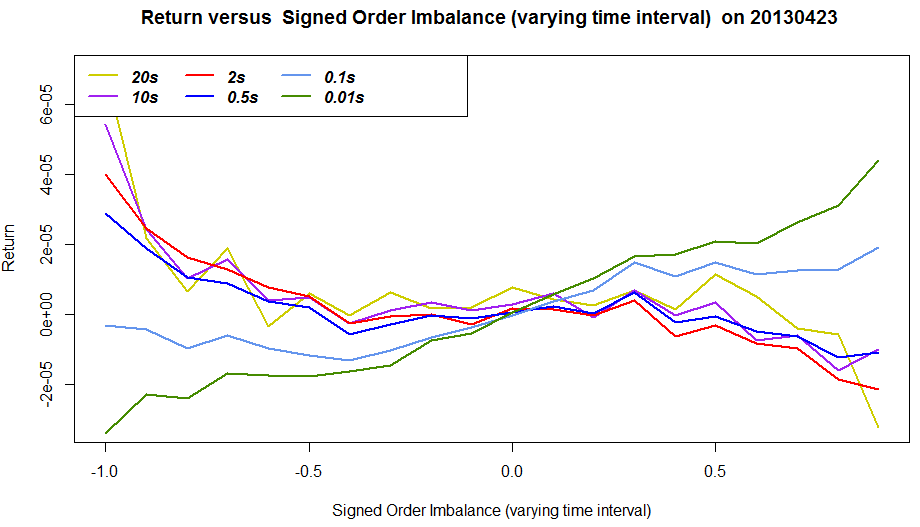 Return versus  Signed Order Imbalance (varying time interval)  on 20130423
20s 2s 0.1s
10s 0.5s 0.01s
6e-05
4e-05
2e-05
0e+00
-2e-05
Return
-1.0 -0.5 0.0 0.5
Signed Order Imbalance (varying time interval)